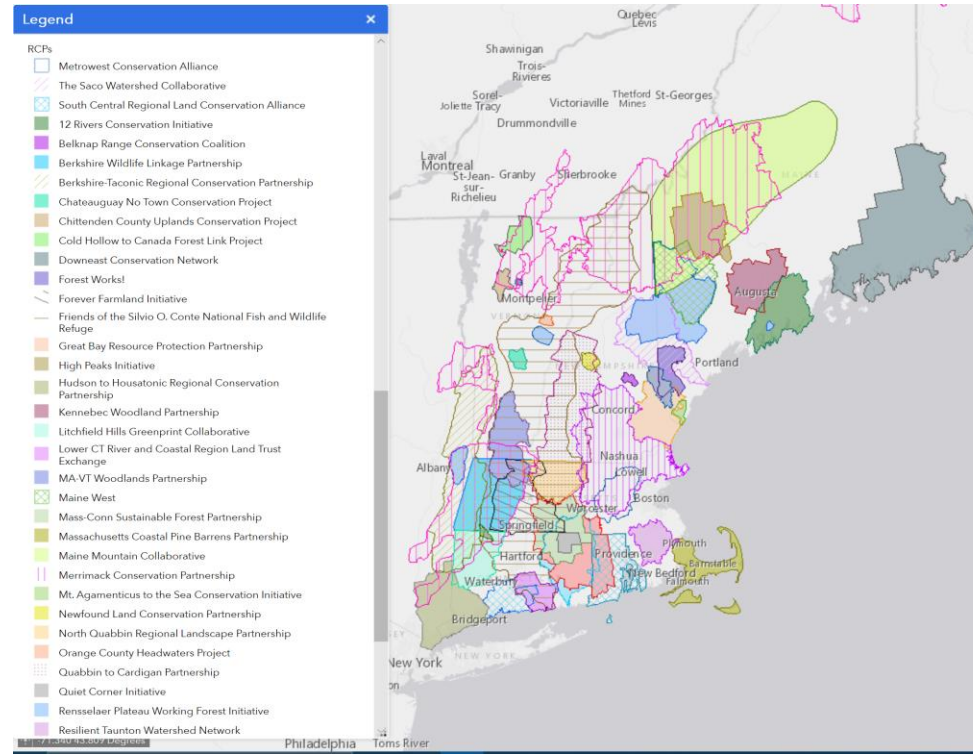 Legend
RCPs
Metrowest Conservation Alliance
The Saco Watershed Collaborative
South Central Regional Land Conservation Alliance
12 Rivers Conservation Initiative
Belknap Range Conservation Coalition
Berkshire Wildlife Linkage Partnership
Berkshire-Taconic Regional Conservation Partnership
Chateauguay No Town Conservation Project
Chittenden County Uplands Conservation Project
Cold Hollow to Canada Forest Link Project
Downeast Conservation Network
Forest Works!
Forever Farmland Initiative
Friends of the Silvio O. Conte National Fish and Wildlife
Refuge
Great Bay Resource Protection Partnership
High Peaks Initiative
Hudson to Housatonic Regional Conservation
Partnership
Kennebec Woodland Partnership
Litchfield Hills Greenprint Collaborative
Lower CT River and Coastal Region Land Trust
Exchange
MA-VT Woodlands Partnership
Maine West
Mass-Conn Sustainable Forest Partnership
Massachusetts Coastal Pine Barrens Partnership
Maine Mountain Collaborative
Merrimack Conservation Partnership
Mt. Agamenticus to the Sea Conservation Initiative
Newfound Land Conservation Partnership
North Quabbin Regional Landscape Partnership
Orange County Headwaters Project
Quabbin to Cardigan Partnership
Quiet Corner Initiative
Rensselaer Plateau Working Forest Initiative
Resilient Taunton Watershed Network
-71.340 43.809 Degrees
Quebec
Lévis
Shawinigan
Trois-
Rivieres
Sorel-
Joliette Tracy
Victoriaville
Thetford
Mines
St-Georges
Drummondville
Laval
Montreal
St-Jean-
sur-
Richelieu
Granby
Sherbrooke
MAINE
Montpelier
VERMONT
Augusta
Portland
Concord
Nashua
Lowell
Albany
Boston
Worcester
Springfield
Hartford
Providence
Plymouth
Barnstable
New Bedford
Falmouth
Waterbury
Bridgeport
New York
NEW YORK
Philadelphia
Toms River